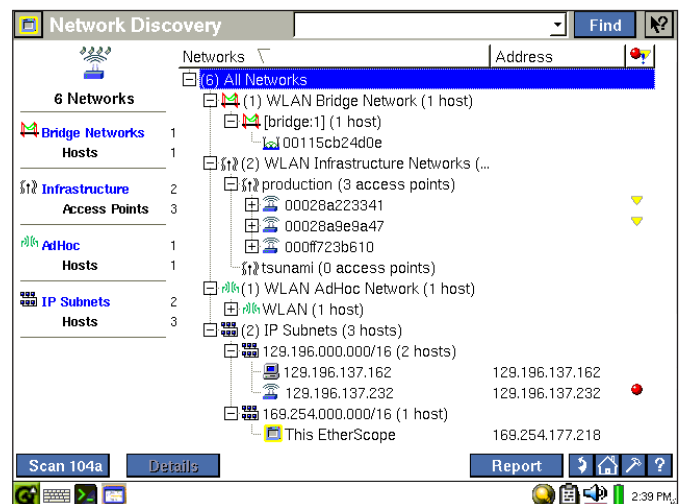 Network Discovery
Find
6 Networks
Bridge Networks 1
Hosts 1
Infrastructure 2
Access Points 3
AdHoc 1
Hosts 1
IP Subnets 2
Hosts 3
Networks Address
(6) All Networks
(1) WLAN Bridge Network (1 host)
[bridge:1] (1 host)
00115cb24d0e
(2) WLAN Infrastructure Networks (...
production (3 access points)
00028a223341
00028a9e9a47
000ff723b610
tsunami (0 access points)
(1) WLAN AdHoc Network (1 host)
WLAN (1 host)
(2) IP Subnets (3 hosts)
129.196.000.000/16 (2 hosts)
129.196.137.162 129.196.137.162
129.196.137.232 129.196.137.232
169.254.000.000/16 (1 host)
This EtherScope 169.254.177.218
Scan 104a Details Report ?
2:39 PM